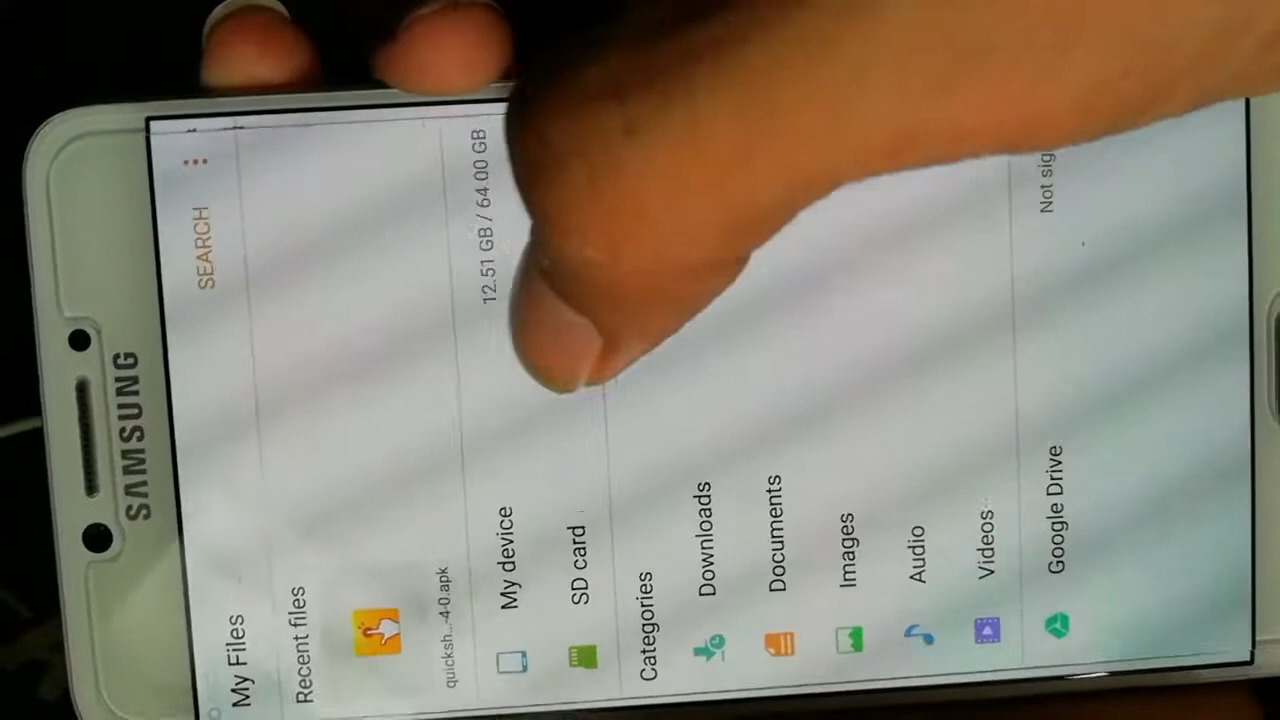 SAMSUNG
My Files
SEARCH
Recent files
quicksh...-4-0.apk
My device
12.51 GB / 64.00 GB
SD card
Categories
Downloads
Documents
Images
Audio
Videos
Google Drive
Not sig